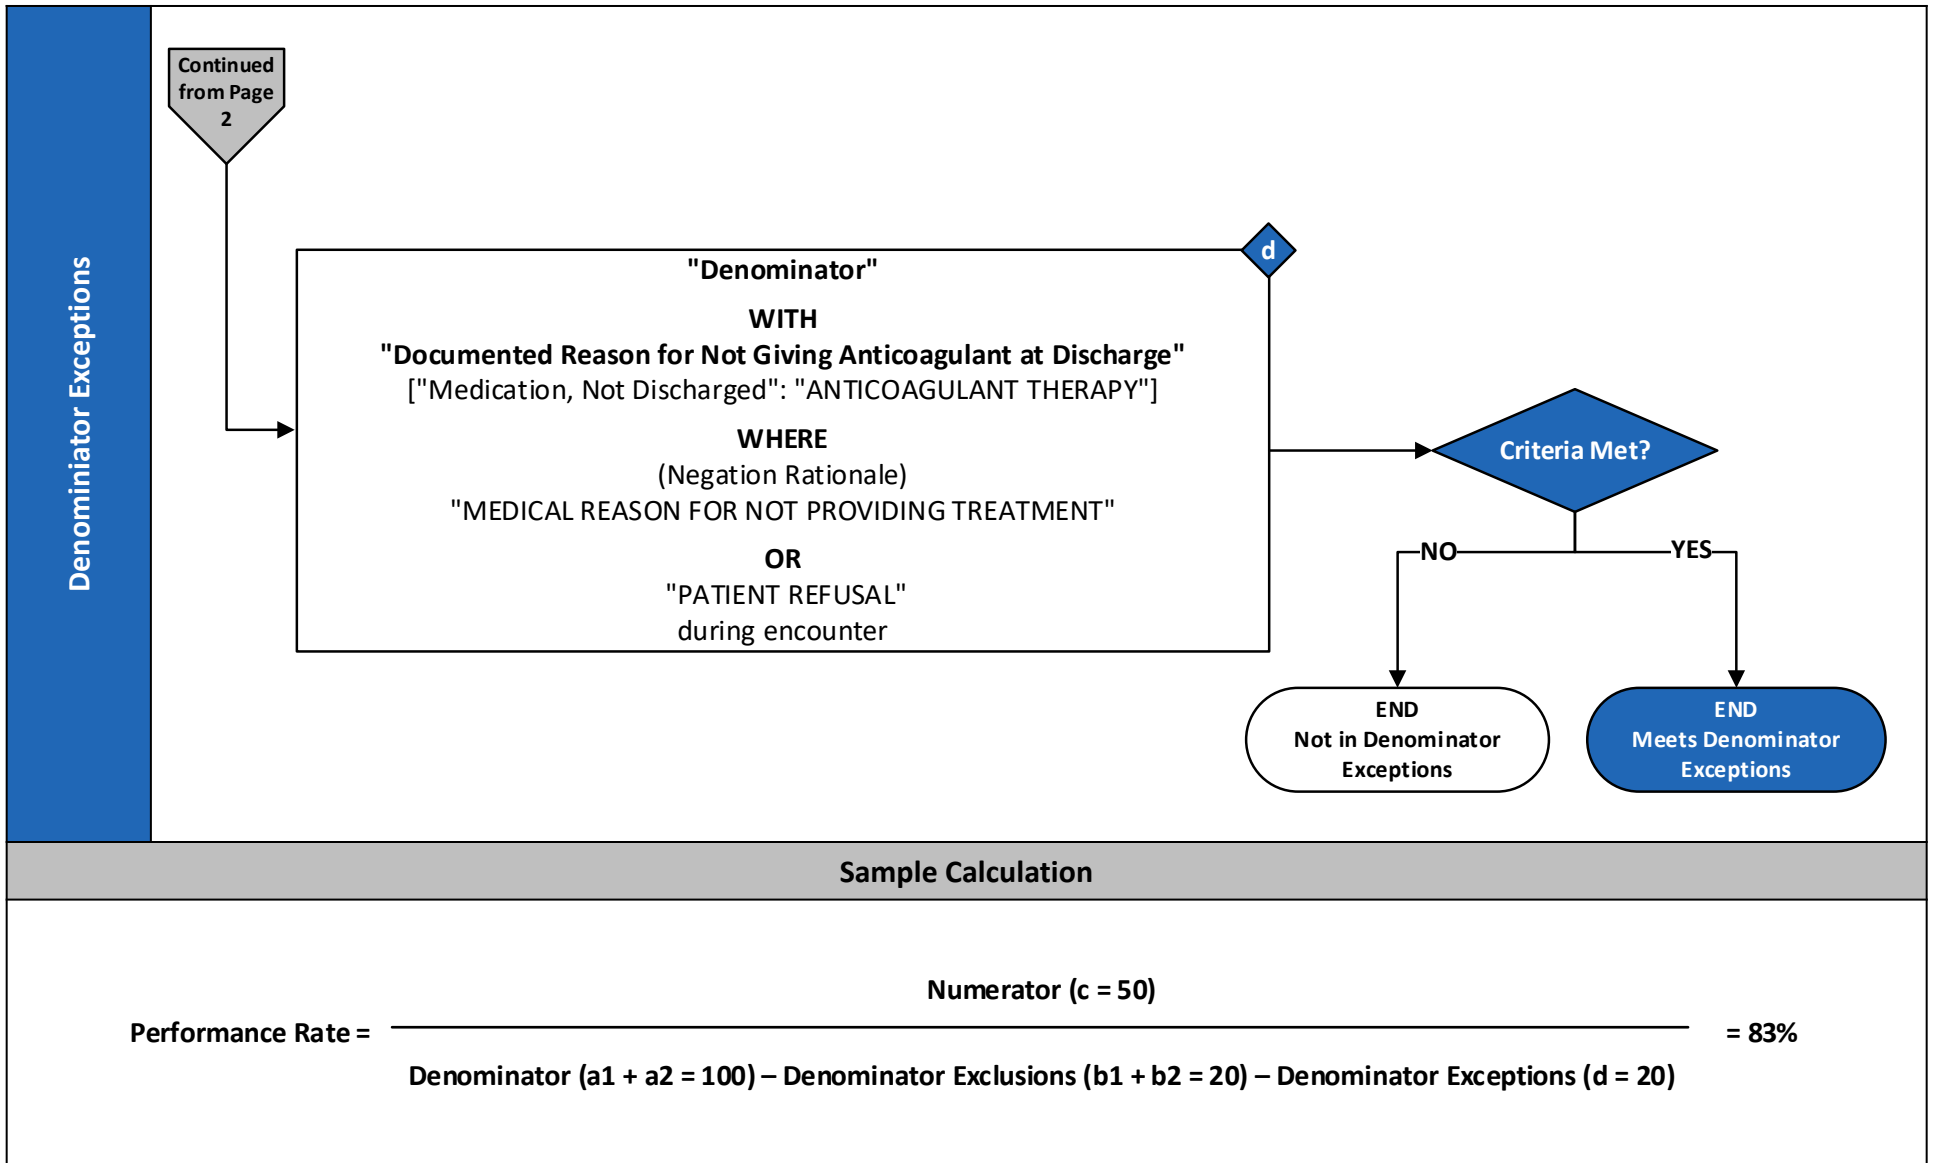 Denominiator Exceptions
Continued
from Page
2
d
"Denominator"
WITH
"Documented Reason for Not Giving Anticoagulant at Discharge"
["Medication, Not Discharged": "ANTICOAGULANT THERAPY"]
WHERE
(Negation Rationale)
"MEDICAL REASON FOR NOT PROVIDING TREATMENT"
OR
"PATIENT REFUSAL"
during encounter
Criteria Met?
NO
YES
END
Not in Denominator
Exceptions
END
Meets Denominator
Exceptions
Sample Calculation
Numerator (c = 50)
Performance Rate =
= 83%
Denominator (a1 + a2 = 100) – Denominator Exclusions (b1 + b2 = 20) – Denominator Exceptions (d = 20)